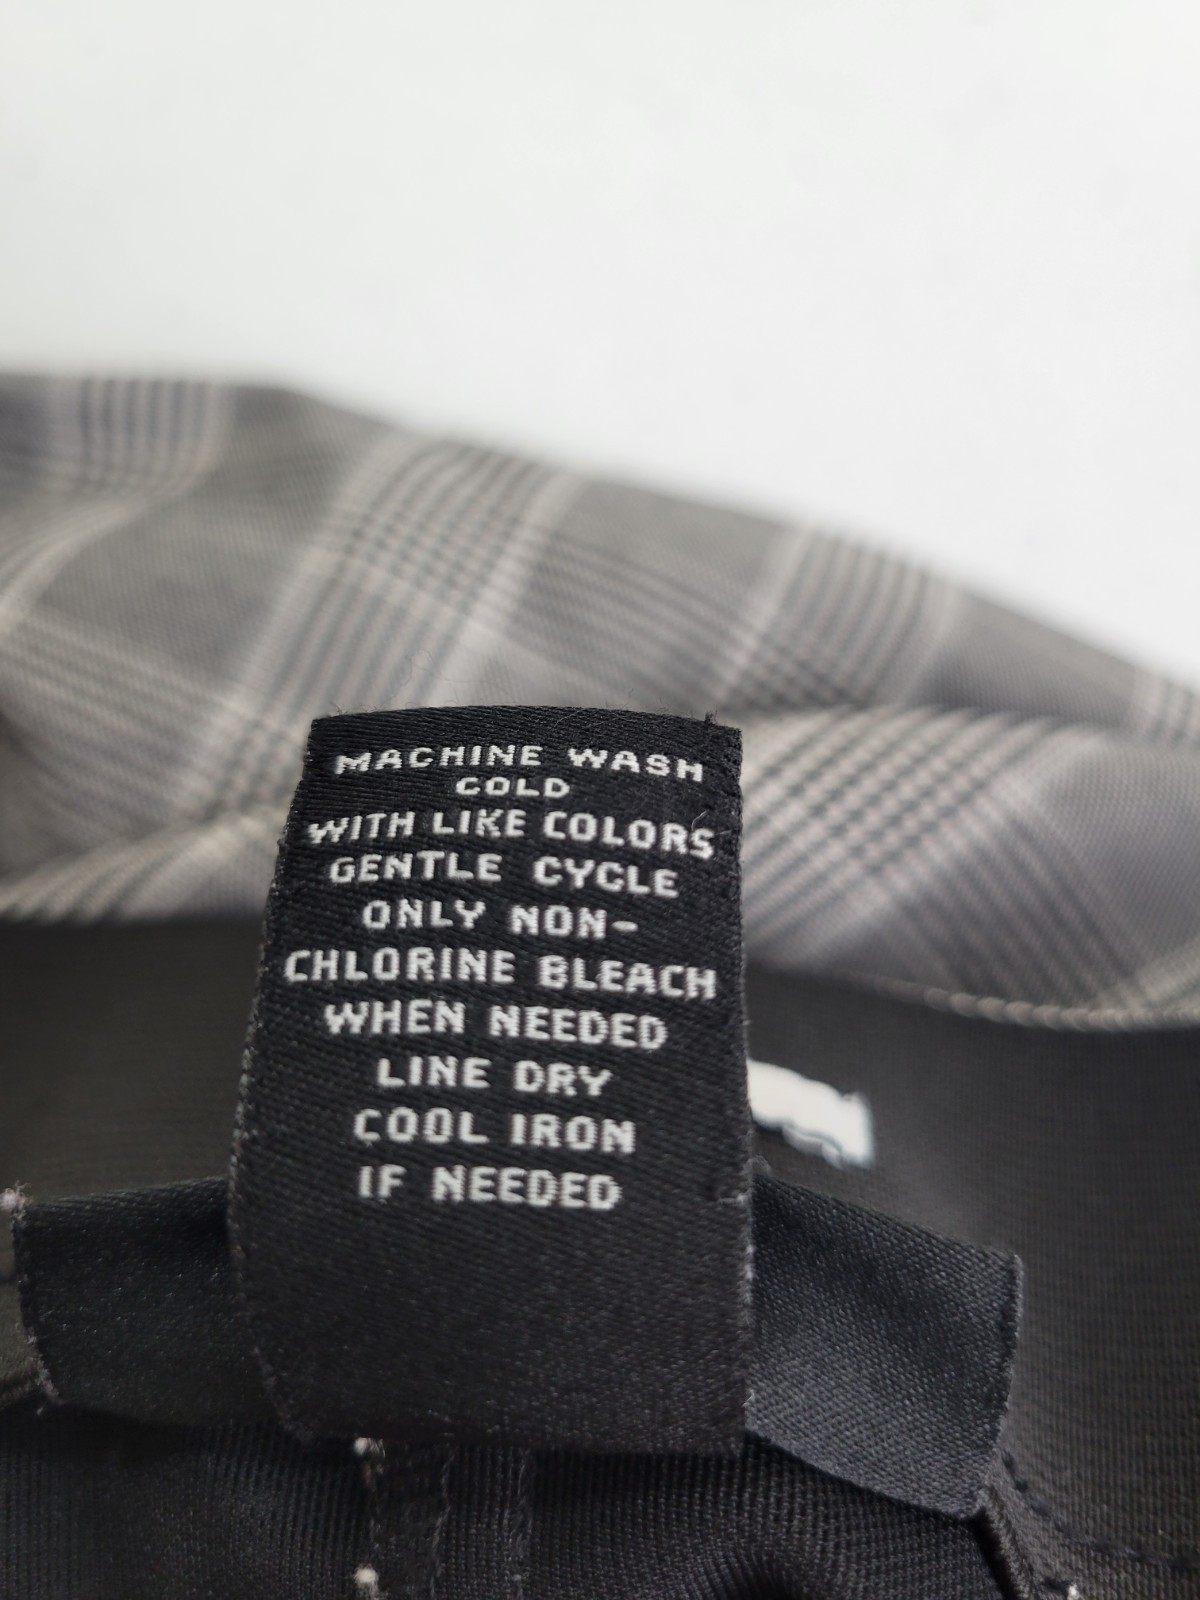 MACHINE WASH
COLD
WITH LIKE COLORS
GENTLE CYCLE
ONLY NON-
CHLORINE BLEACH
WHEN NEEDED
LINE DRY
COOL IRON
IF NEEDED